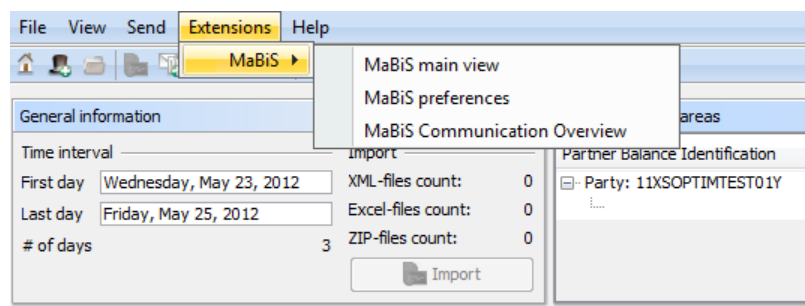 File View Send Extensions Help
MaBiS
MaBiS main view
MaBiS preferences
MaBiS Communication Overview
General information
areas
Time interval
Import
Partner Balance Identification
First day Wednesday, May 23, 2012
XML-files count: 0
Party: 11XSOPTIMTEST01Y
Last day Friday, May 25, 2012
Excel-files count: 0
# of days 3
ZIP-files count: 0
Import